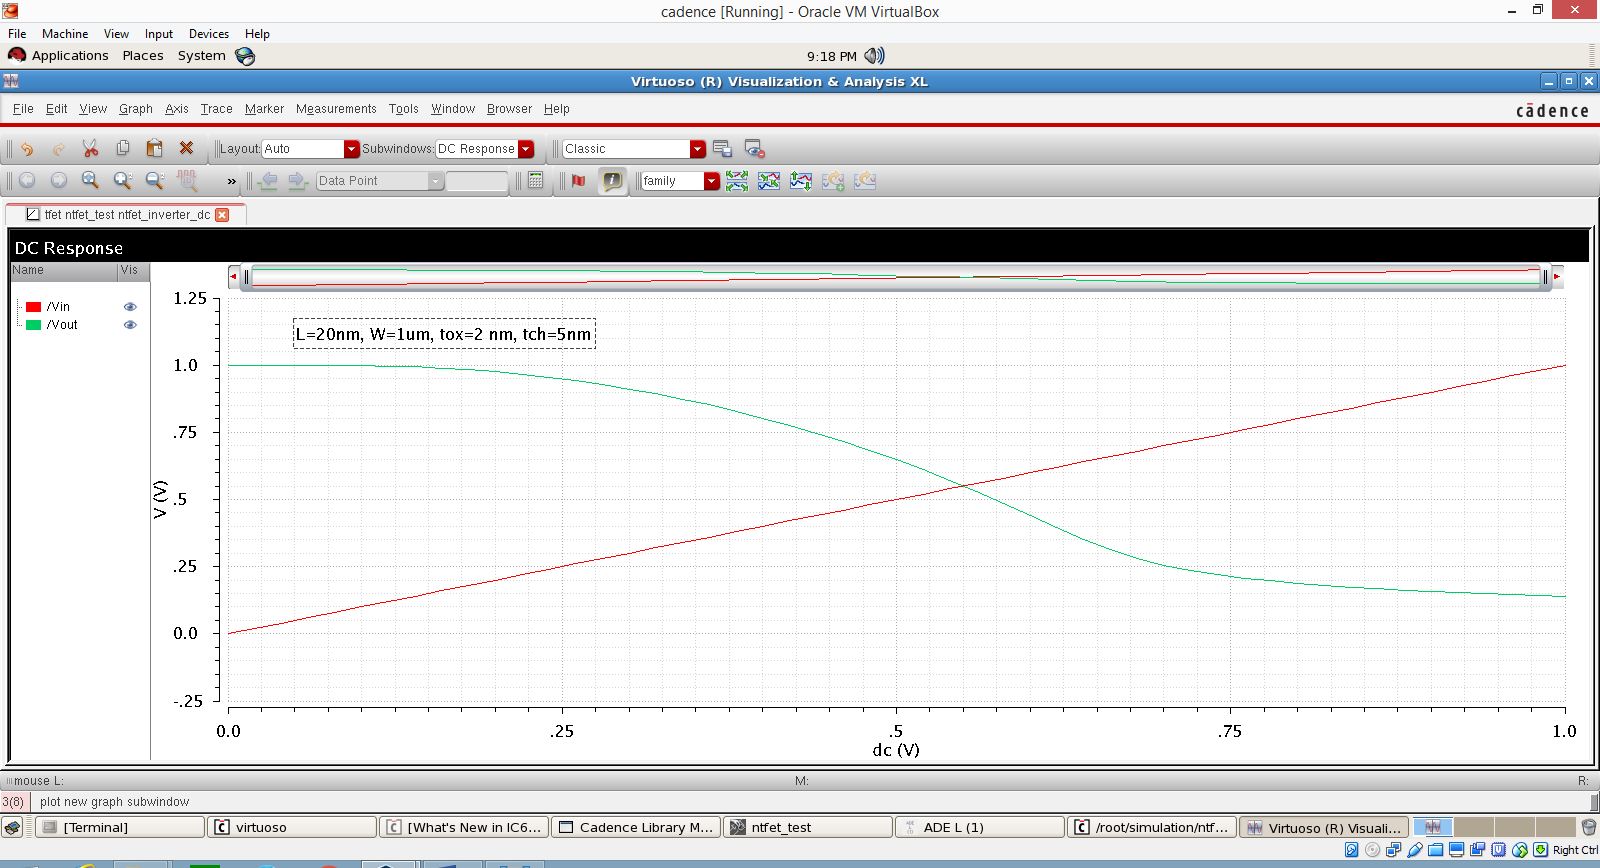 cadence [Running] - Oracle VM VirtualBox
File Machine View Input Devices Help
Applications Places System 9:18 PM
Virtuoso (R) Visualization & Analysis XL
File Edit View Graph Axis Trace Marker Measurements Tools Window Browser Help
cādence
Layout: Auto Subwindows: DC Response Classic
» Data Point family
tfet ntfet_test ntfet_inverter_dc
DC Response
Name Vis
/Vin
/Vout
L=20nm, W=1um, tox=2 nm, tch=5nm
1.25
1.0
.75
.5
.25
0.0
-.25
V (V)
0.0 .25 .5 .75 1.0
dc (V)
mouse L: M: R:
3(8) plot new graph subwindow
[Terminal] virtuoso [What's New in IC6... Cadence Library M... ntfet_test ADE L (1) /root/simulation/ntf... Virtuoso (R) Visuali...
Right Ctrl